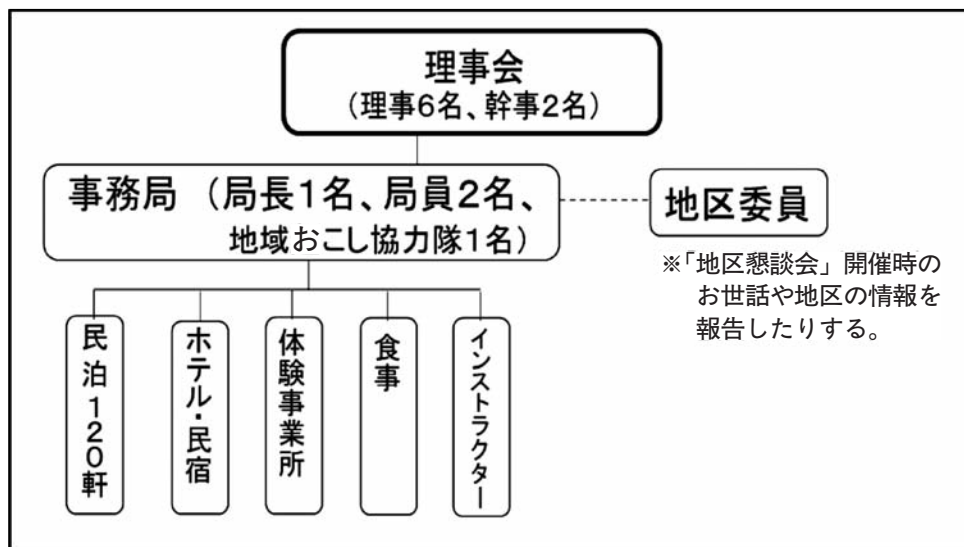 理事会
（理事6名、幹事2名）
事務局 （局長1名、局員2名、
地域おこし協力隊1名）
地区委員
※「地区懇談会」開催時の
お世話や地区の情報を
報告したりする。
民泊120軒
ホテル・民宿
体験事業所
食事
インストラクター